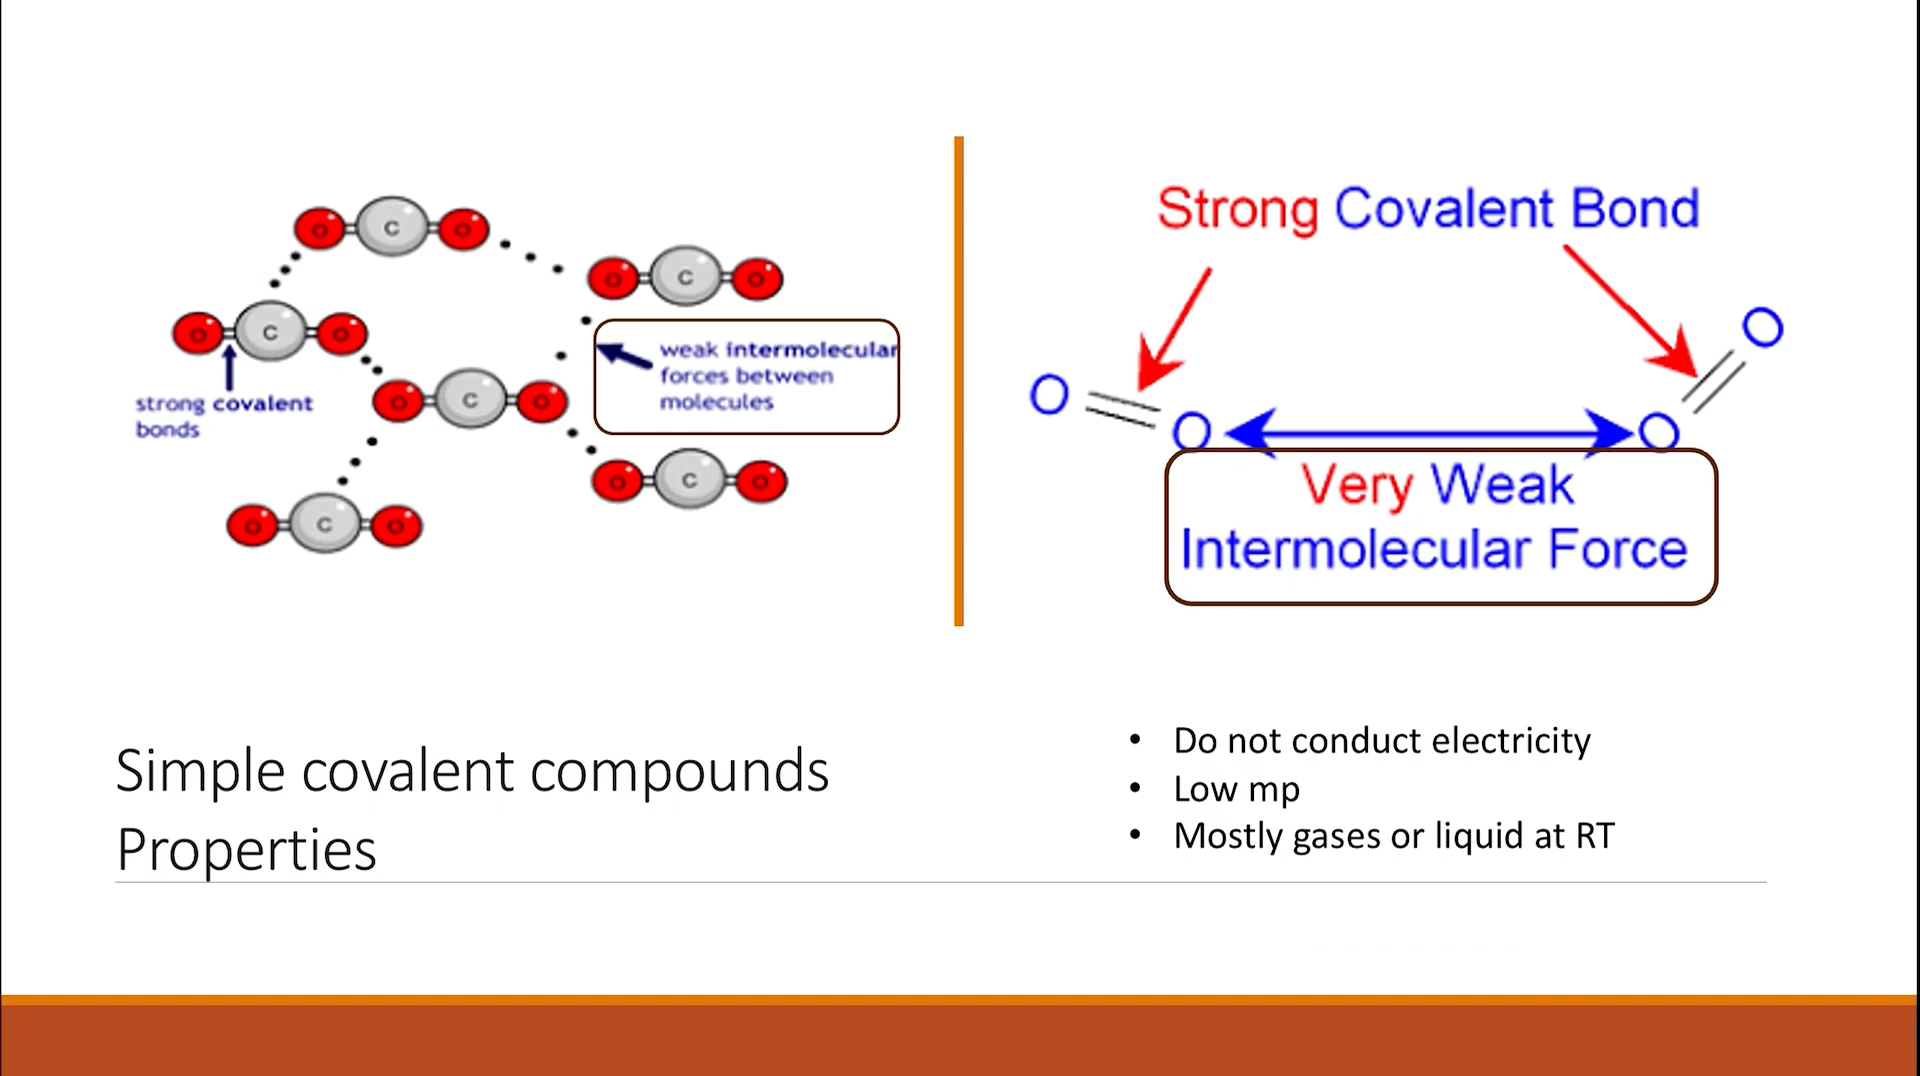 O C O
O C O
O C O
strong covalent
bonds
O C O
weak intermolecular
forces between
molecules
O C O
O C O
Strong Covalent Bond
O O
O O
Very Weak
Intermolecular Force
Simple covalent compounds
Properties
• Do not conduct electricity
• Low mp
• Mostly gases or liquid at RT